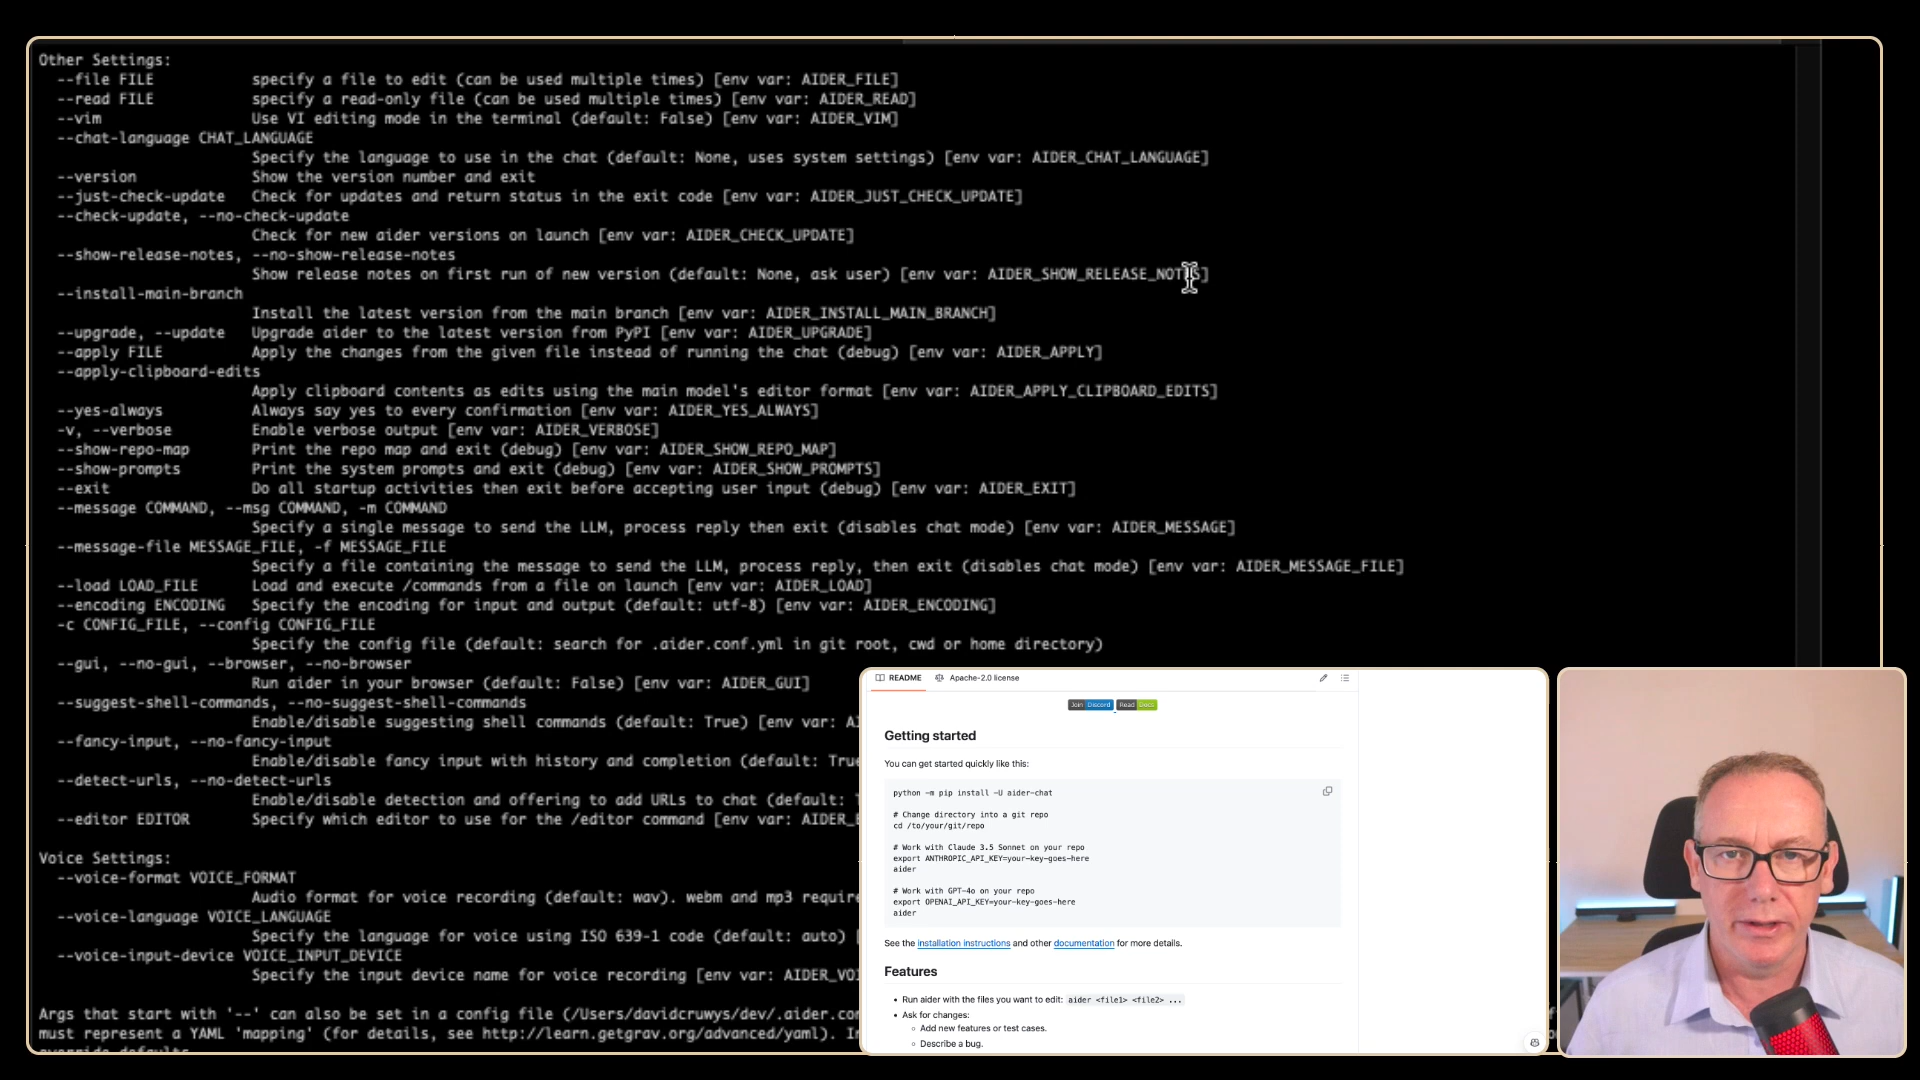 Other Settings:
--file FILE specify a file to edit (can be used multiple times) [env var: AIDER_FILE]
--read FILE specify a read-only file (can be used multiple times) [env var: AIDER_READ]
--vim Use VI editing mode in the terminal (default: False) [env var: AIDER_VIM]
--chat-language CHAT_LANGUAGE
Specify the language to use in the chat (default: None, uses system settings) [env var: AIDER_CHAT_LANGUAGE]
--version Show the version number and exit
--just-check-update Check for updates and return status in the exit code [env var: AIDER_JUST_CHECK_UPDATE]
--check-update, --no-check-update
Check for new aider versions on launch [env var: AIDER_CHECK_UPDATE]
--show-release-notes, --no-show-release-notes
Show release notes on first run of new version (default: None, ask user) [env var: AIDER_SHOW_RELEASE_NOTES]
--install-main-branch
Install the latest version from the main branch [env var: AIDER_INSTALL_MAIN_BRANCH]
--upgrade, --update Upgrade aider to the latest version from PyPI [env var: AIDER_UPGRADE]
--apply FILE Apply the changes from the given file instead of running the chat (debug) [env var: AIDER_APPLY]
--apply-clipboard-edits
Apply clipboard contents as edits using the main model's editor format [env var: AIDER_APPLY_CLIPBOARD_EDITS]
--yes-always Always say yes to every confirmation [env var: AIDER_YES_ALWAYS]
-v, --verbose Enable verbose output [env var: AIDER_VERBOSE]
--show-repo-map Print the repo map and exit (debug) [env var: AIDER_SHOW_REPO_MAP]
--show-prompts Print the system prompts and exit (debug) [env var: AIDER_SHOW_PROMPTS]
--exit Do all startup activities then exit before accepting user input (debug) [env var: AIDER_EXIT]
--message COMMAND, --msg COMMAND, -m COMMAND
Specify a single message to send the LLM, process reply then exit (disables chat mode) [env var: AIDER_MESSAGE]
--message-file MESSAGE_FILE, -f MESSAGE_FILE
Specify a file containing the message to send the LLM, process reply, then exit (disables chat mode) [env var: AIDER_MESSAGE_FILE]
--load LOAD_FILE Load and execute /commands from a file on launch [env var: AIDER_LOAD]
--encoding ENCODING Specify the encoding for input and output (default: utf-8) [env var: AIDER_ENCODING]
-c CONFIG_FILE, --config CONFIG_FILE
Specify the config file (default: search for .aider.conf.yml in git root, cwd or home directory)
--gui, --no-gui, --browser, --no-browser
Run aider in your browser (default: False) [env var: AIDER_GUI]
--suggest-shell-commands, --no-suggest-shell-commands
Enable/disable suggesting shell commands (default: True) [env var: AI
--fancy-input, --no-fancy-input
Enable/disable fancy input with history and completion (default: True
--detect-urls, --no-detect-urls
Enable/disable detection and offering to add URLs to chat (default:
--editor EDITOR Specify which editor to use for the /editor command [env var: AIDER_E
Voice Settings:
--voice-format VOICE_FORMAT
Audio format for voice recording (default: wav). webm and mp3 require
--voice-language VOICE_LANGUAGE
Specify the language for voice using ISO 639-1 code (default: auto) [
--voice-input-device VOICE_INPUT_DEVICE
Specify the input device name for voice recording [env var: AIDER_VOI
Args that start with '--' can also be set in a config file (/Users/davidcruwys/dev/.aider.co
must represent a YAML 'mapping' (for details, see http://learn.getgrav.org/advanced/yaml). I
override defaults
README Apache-2.0 license
Join Discord Read Docs
Getting started
You can get started quickly like this:
python -m pip install -U aider-chat
# Change directory into a git repo
cd /to/your/git/repo
# Work with Claude 3.5 Sonnet on your repo
export ANTHROPIC_API_KEY=your-key-goes-here
aider
# Work with GPT-4o on your repo
export OPENAI_API_KEY=your-key-goes-here
aider
See the installation instructions and other documentation for more details.
Features
• Run aider with the files you want to edit: aider <file1> <file2> ...
• Ask for changes:
◦ Add new features or test cases.
◦ Describe a bug.